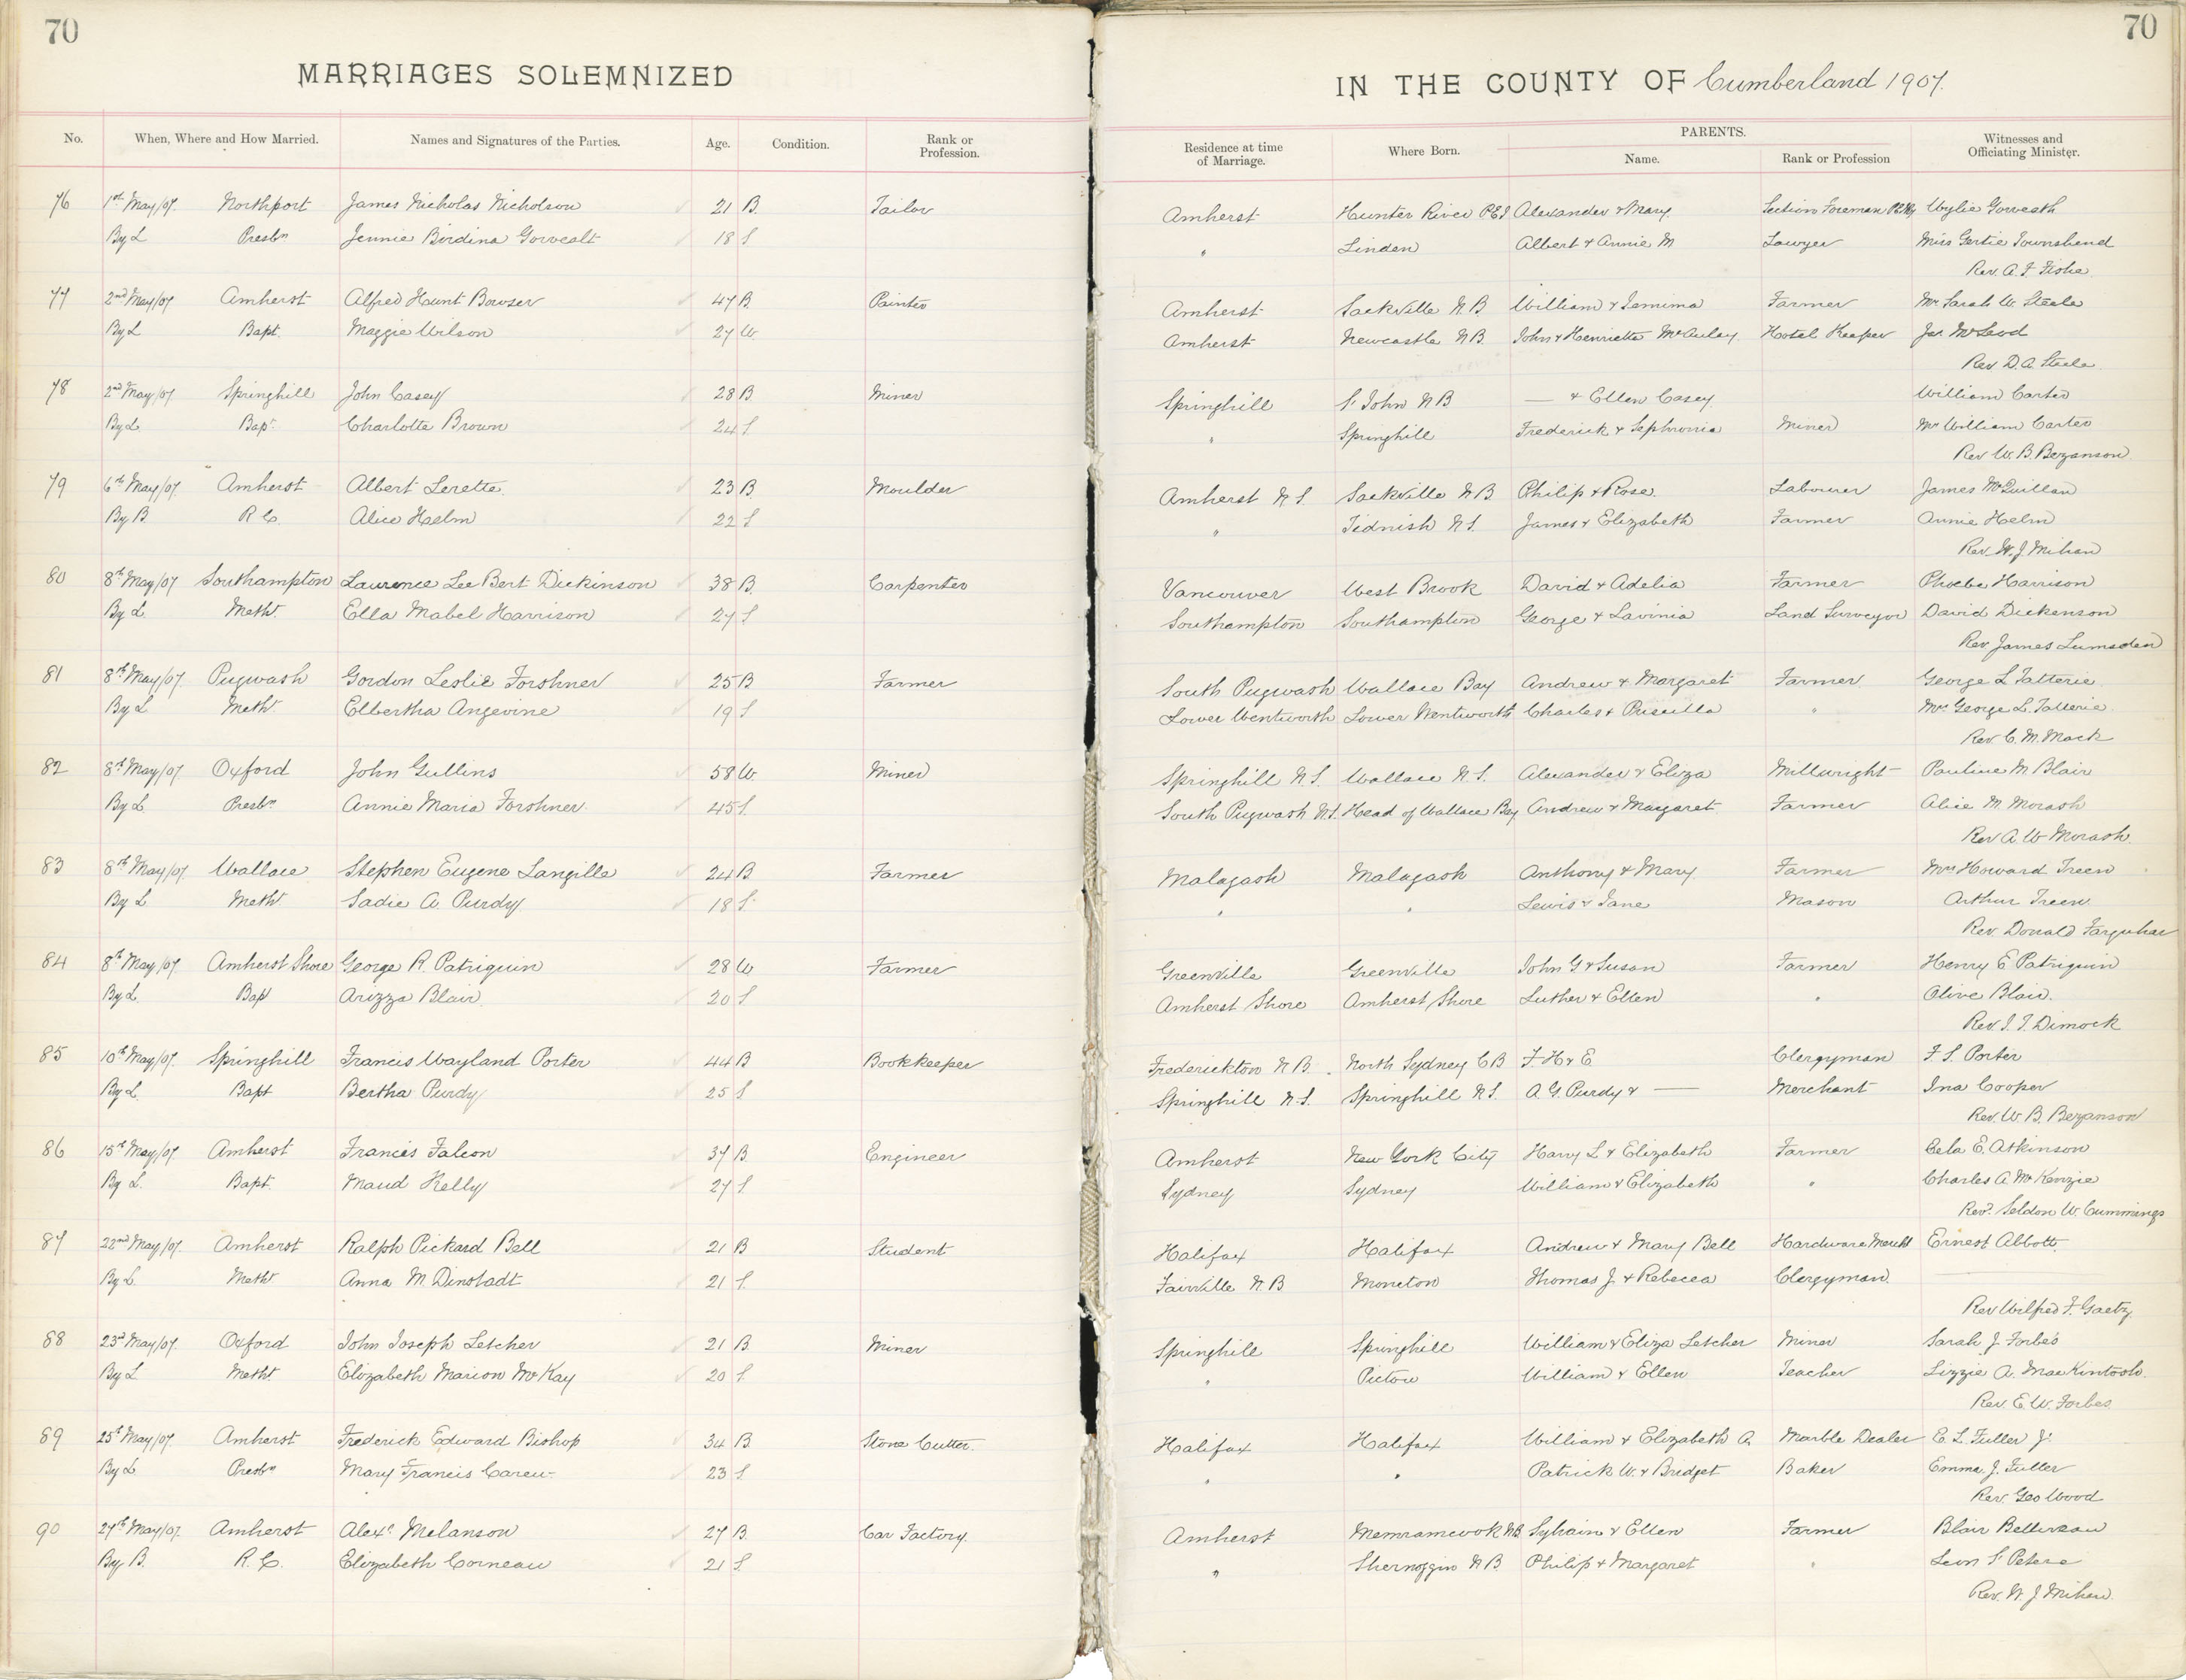 70
MARRIAGES SOLEMNIZED
No. When, Where and How Married. Names and Signatures of the Parties. Age. Condition. Rank or Profession.
76 1st May/07. Northport James Nicholas Nicholson 21 B. Tailor
By L Presbn Jennie Birdina 18 S
77 2nd May/07 Amherst Alfred Hunt Bowser 47 B. Painter
By L Bapt. Maggie Wilson 27 W.
78 2nd May/07 Springhill John Casey 28 B Miner
By L. Bapt. Charlotte Brown 24 S.
79 6th May/07. Amherst Albert Lerette 23 B. Moulder
By B. R C. Alice Helm 22 S
80 8th May/07 Southampton Laurence Lee Bert Dickinson 38 B. Carpenter
By L. Metht. Ella Mabel Harrison 27 S
81 8th May/07. Pugwash Gordon Leslie Forshner 25 B Farmer
By L Metht Elbertha Angevine 19 S
82 8th May/07 Oxford John Gullins 58 W. Miner
By L. Presbn Annie Maria Forshner. 45 S.
83 8th May/07. Wallace Stephen Eugene Langille 24 B Farmer
By L Metht Sadie A. Purdy 18 S.
84 8th May/07. Amherst Shore George R. Patriquin 28 W Farmer
By L. Bapt Arizza Blair 20 S
85 10th May/07. Springhill Francis Wayland Porter 44 B Bookkeeper
By L. Bapt Bertha Purdy 25 S
86 15th May/07. Amherst Francis Falcon 37 B Engineer
By L. Bapt. Maud Kelly 27 S.
87 22nd May/07. Amherst Ralph Pickard Bell 21 B Student
By L. Metht Anna M. Dinstadt 21 S.
88 23rd May/07. Oxford John Joseph Letcher 21 B. Miner
By L Metht. Elizabeth Marion McKay 20 S.
89 25th May/07. Amherst Frederick Edward Bishop 34 B. Stone Cutter.
By L Presbn Mary Francis Carew 23 S
90 27th May/07. Amherst Alexr. Melanson 27 B. Car Factory.
By B. R. C. Elizabeth Corneau 21 S.
70
IN THE COUNTY OF Cumberland 1907.
Residence at time of Marriage. Where Born. PARENTS. Name. Rank or Profession Witnesses and Officiating Minister.
Amherst Hunter River P.E.I Alexander & Mary. Section Foreman Wylie
" Linden Albert & Annie M Lawyer Miss Gertie Townshend
Rev. A. F. Fishe
Amherst Sackville N B William & Jemima Farmer Mrs Sarah W. Steele
Amherst Newcastle N B. John & Henrietta McAulay. Hotel Keeper Jas McLeod
Rev D. A. Steele
Springhill St John N B — & Ellen Casey. William Carter
" Springhill Frederick & Sephronia Miner Mrs William Carter
Rev W. B. Bezanson
Amherst N S. Sackville N B Philip & Rose. Labourer James McQuillan
" Tidnish N S. James & Elizabeth Farmer Annie Helm
Rev. W. J. Mihan
Vancouver West Brook David & Adelia Farmer Phoebe Harrison
Southampton Southampton George & Lavinia Land Surveyor David Dickenson
Rev James Lumsden
South Pugwash Wallace Bay Andrew & Margaret Farmer George L Tatterie
Lower Wentworth Lower Wentworth Charles & Priscilla " Mrs George L. Tatterie.
Rev. C. M. Mack
Springhill N.S. Wallace N.S. Alexander & Eliza Millwright Pauline M Blair
South Pugwash N.S. Head of Wallace Bay Andrew & Margaret. Farmer Alice M. Morash
Rev A. W Morash.
Malagash Malagash Anthony & Mary. Farmer Mrs Howard Treen
" " Lewis & Jane Mason Arthur Treen.
Rev. Donald Farquhar
Greenville Greenville John G & Susan Farmer Henry E Patriquin
Amherst Shore Amherst Shore Luther & Ellen " Olive Blair.
Rev. I. T. Dimock
Fredericton N B. North Sydney C B F. H & E Clergyman F. S. Porter
Springhill N.S. Springhill N S. A. G. Purdy & — Merchant Ina Cooper
Rev. W. B. Bezanson
Amherst New York City Harry L & Elizabeth Farmer Cela E. Atkinson
Sydney Sydney William & Elizabeth " Charles A McKenzie
Revd. Seldon W. Cummings
Halifax Halifax Andrew & Mary Bell Hardware Mercht Ernest Abbott.
Fairville N. B Moncton Thomas J. & Rebecca Clergyman.
Rev Wilfred F. Gaetz
Springhill Springhill William & Eliza Letcher Miner Sarah J. Forbes
" Pictou William & Ellen Teacher Lizzie A. MacKintosh.
Rev. E. W. Forbes
Halifax Halifax William & Elizabeth A. Marble Dealer E. L. Fuller Jr
" " Patrick W. & Bridget Baker Emma. J. Fuller
Rev. Geo Wood
Amherst Memramcook N.B. Sylvain & Ellen Farmer Blair Belliveau
" N B. Philip & Margaret " Leon S. Peters
Rev. W. J. Mihan